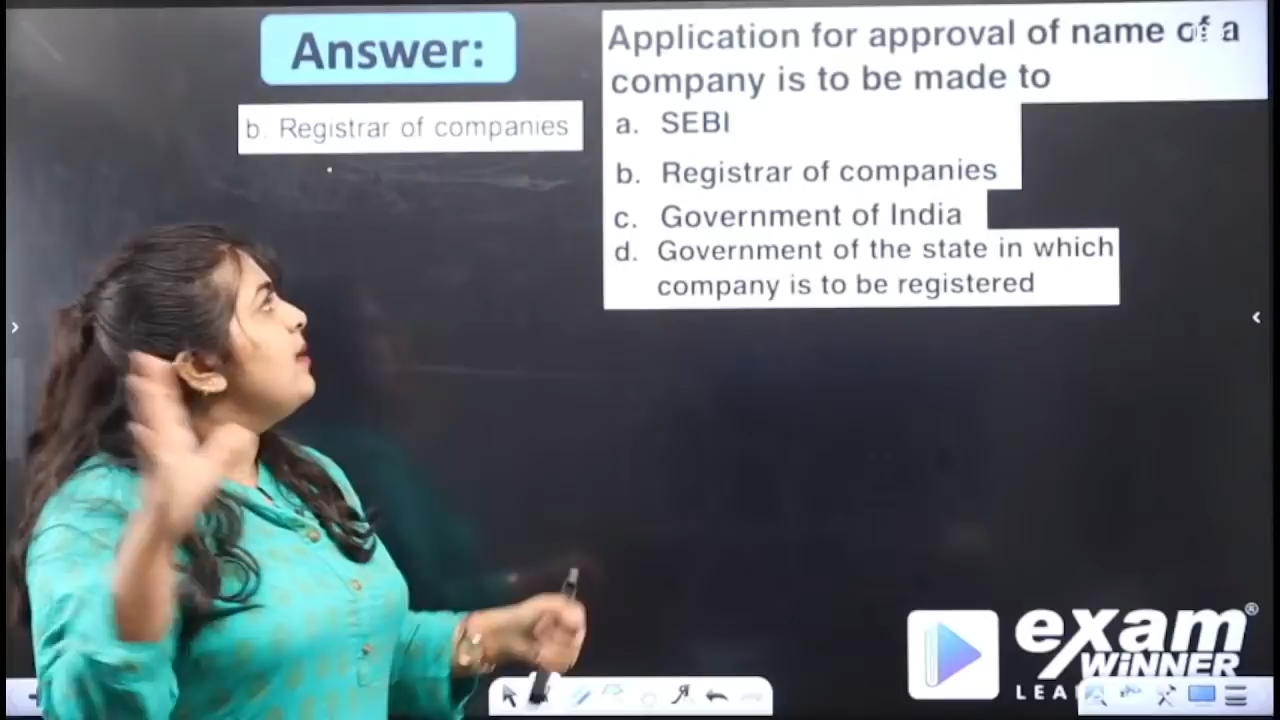 Answer:
b. Registrar of companies
Application for approval of name of a
company is to be made to
a. SEBI
b. Registrar of companies
c. Government of India
d. Government of the state in which
company is to be registered
exam®
WiNNER